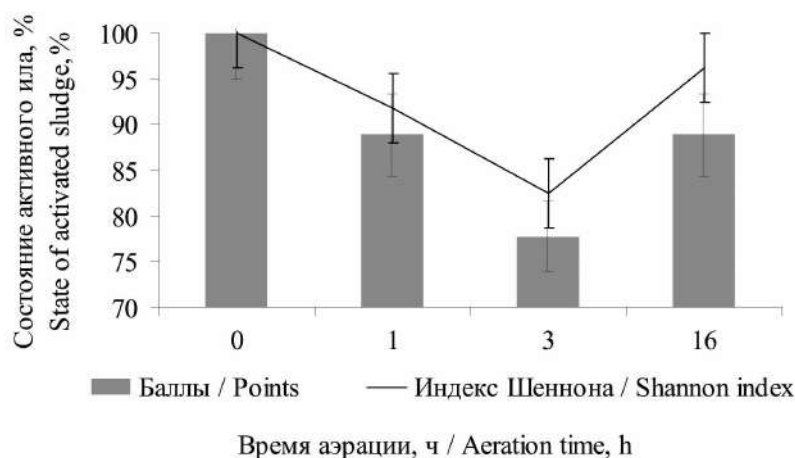 Состояние активного ила, %
State of activated sludge, %
100
95
90
85
80
75
70
0 1 3 16
Баллы / Points Индекс Шеннона / Shannon index
Время аэрации, ч / Aeration time, h